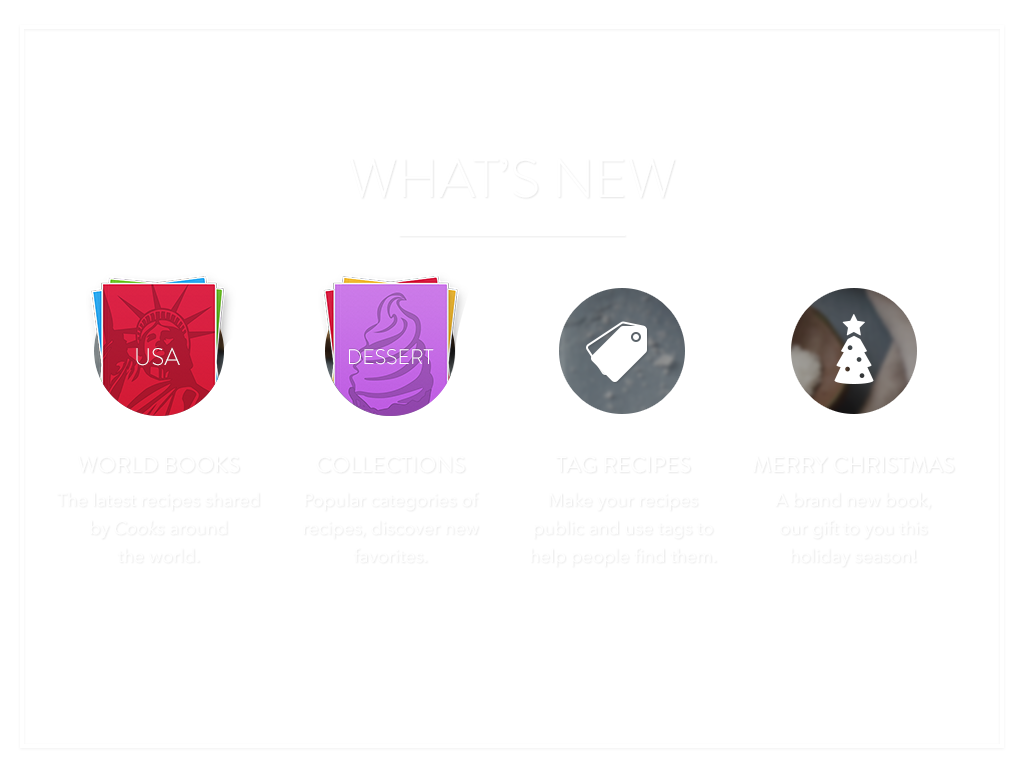 WHAT'S NEW
USA
DESSERT
WORLD BOOKS
The latest recipes shared
by Cooks around
the world.
COLLECTIONS
Popular categories of
recipes, discover new
favorites.
TAG RECIPES
Make your recipes
public and use tags to
help people find them.
MERRY CHRISTMAS
A brand new book,
our gift to you this
holiday season!